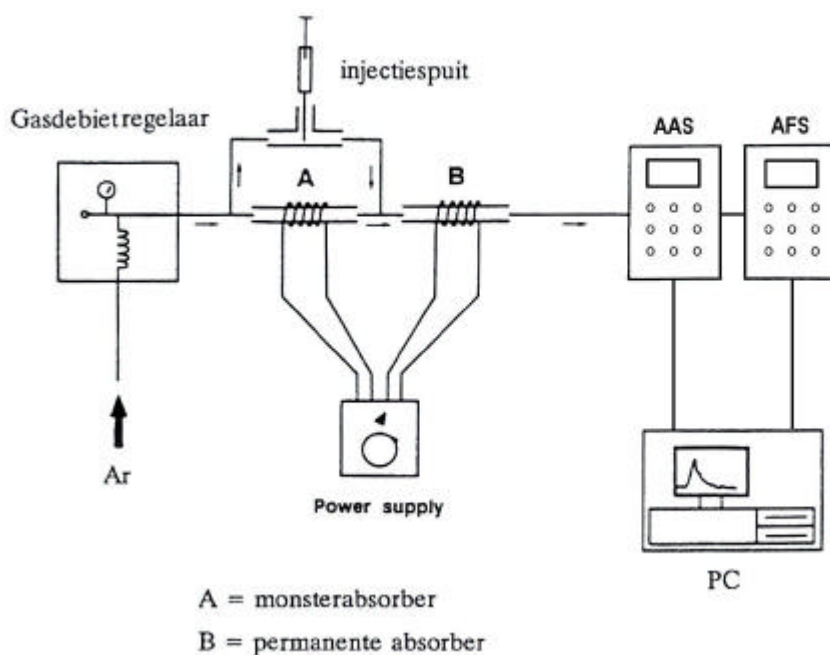 injectiespuit
Gasdebietregelaar
AAS
AFS
A
B
Ar
Power supply
PC
A = monsterabsorber
B = permanente absorber